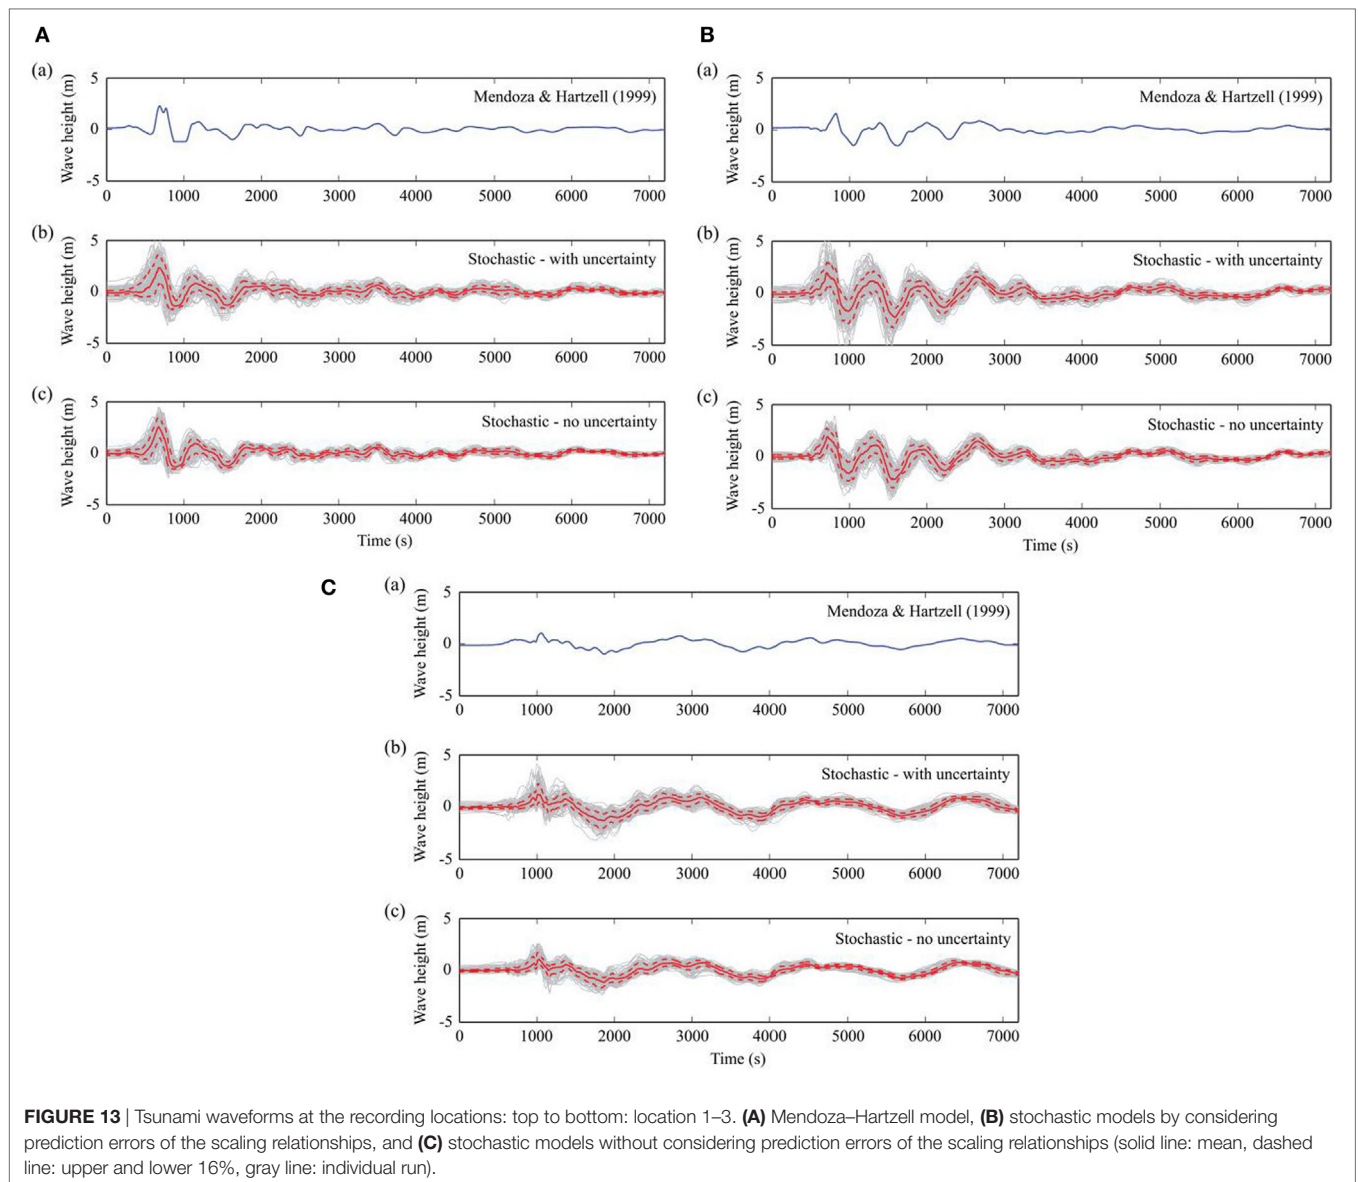 A
(a)
Wave height (m)
5
0
-5
Mendoza & Hartzell (1999)
0 1000 2000 3000 4000 5000 6000 7000
(b)
Wave height (m)
5
0
-5
Stochastic - with uncertainty
0 1000 2000 3000 4000 5000 6000 7000
(c)
Wave height (m)
5
0
-5
Stochastic - no uncertainty
0 1000 2000 3000 4000 5000 6000 7000
Time (s)
B
(a)
Wave height (m)
5
0
-5
Mendoza & Hartzell (1999)
0 1000 2000 3000 4000 5000 6000 7000
(b)
Wave height (m)
5
0
-5
Stochastic - with uncertainty
0 1000 2000 3000 4000 5000 6000 7000
(c)
Wave height (m)
5
0
-5
Stochastic - no uncertainty
0 1000 2000 3000 4000 5000 6000 7000
Time (s)
C
(a)
Wave height (m)
5
0
-5
Mendoza & Hartzell (1999)
0 1000 2000 3000 4000 5000 6000 7000
(b)
Wave height (m)
5
0
-5
Stochastic - with uncertainty
0 1000 2000 3000 4000 5000 6000 7000
(c)
Wave height (m)
5
0
-5
Stochastic - no uncertainty
0 1000 2000 3000 4000 5000 6000 7000
Time (s)
FIGURE 13 | Tsunami waveforms at the recording locations: top to bottom: location 1–3. (A) Mendoza–Hartzell model, (B) stochastic models by considering
prediction errors of the scaling relationships, and (C) stochastic models without considering prediction errors of the scaling relationships (solid line: mean, dashed
line: upper and lower 16%, gray line: individual run).